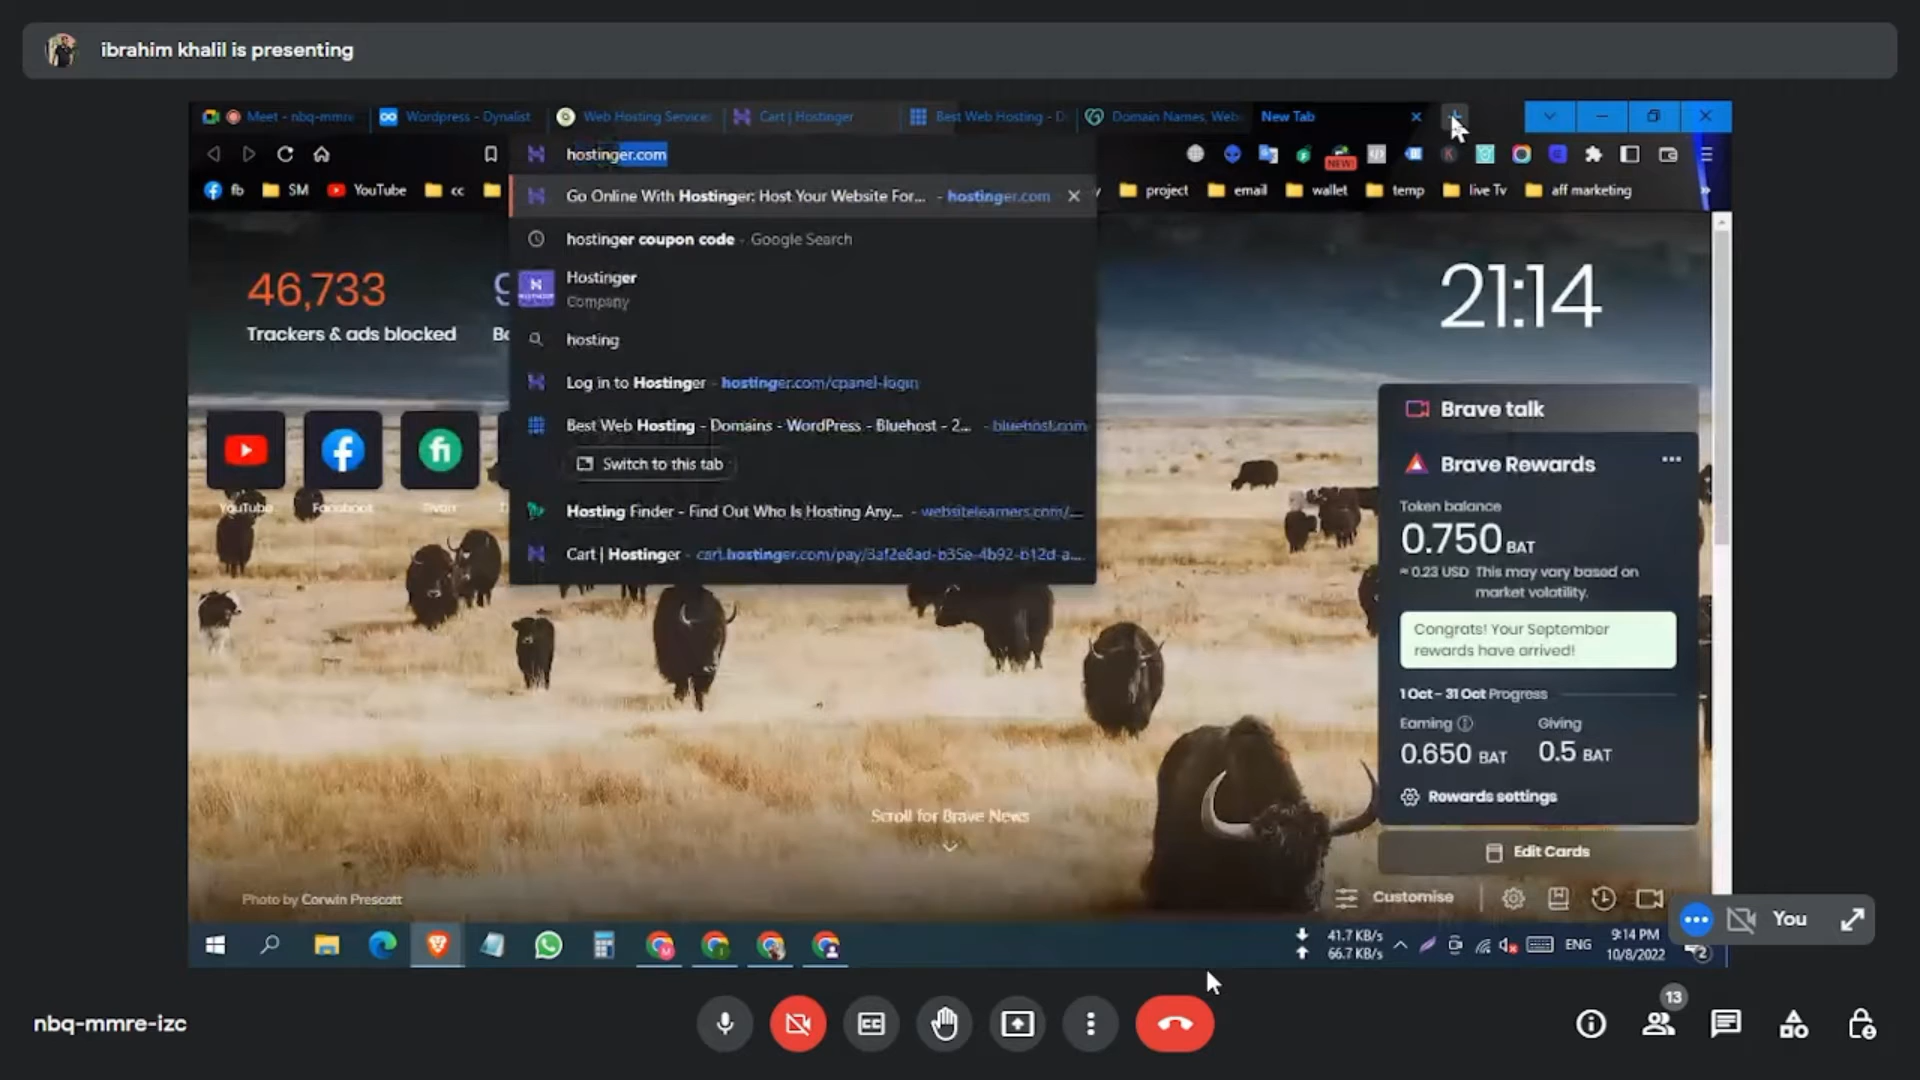 ibrahim khalil is presenting
Meet - nbq-mmre
Wordpress - Dynalist
Web Hosting Service
Cart | Hostinger
Best Web Hosting - D
Domain Names, Web
New Tab
hostinger.com
fb
SM
YouTube
cc
NEW!
project
email
wallet
temp
live Tv
aff marketing
Go Online With Hostinger: Host Your Website For... - hostinger.com
hostinger coupon code - Google Search
Hostinger
Company
hosting
Log in to Hostinger - hostinger.com/cpanel-login
Best Web Hosting - Domains - WordPress - Bluehost - 2... - bluehost.com
Switch to this tab
Hosting Finder - Find Out Who Is Hosting Any... - websitelearners.com/...
Cart | Hostinger - cart.hostinger.com/pay/3af2e8ad-b35e-4b92-b12d-a...
46,733
Trackers & ads blocked
YouTube
Facebook
21:14
Brave talk
Brave Rewards
Token balance
0.750 BAT
≈ 0.23 USD This may vary based on
market volatility.
Congrats! Your September
rewards have arrived!
1 Oct – 31 Oct Progress
Earning
Giving
0.650 BAT
0.5 BAT
Rewards settings
Edit Cards
Scroll for Brave News
Photo by Corwin Prescott
Customise
You
41.7 KB/s
66.7 KB/s
ENG
9:14 PM
10/8/2022
2
nbq-mmre-izc
13